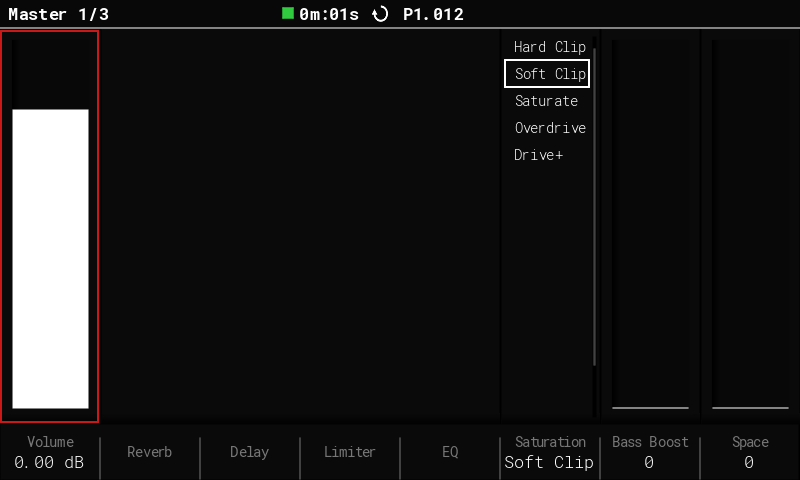 Master 1/3
0m:01s
P1.012
Hard Clip
Soft Clip
Saturate
Overdrive
Drive+
Volume
0.00 dB
Reverb
Delay
Limiter
EQ
Saturation
Soft Clip
Bass Boost
0
Space
0